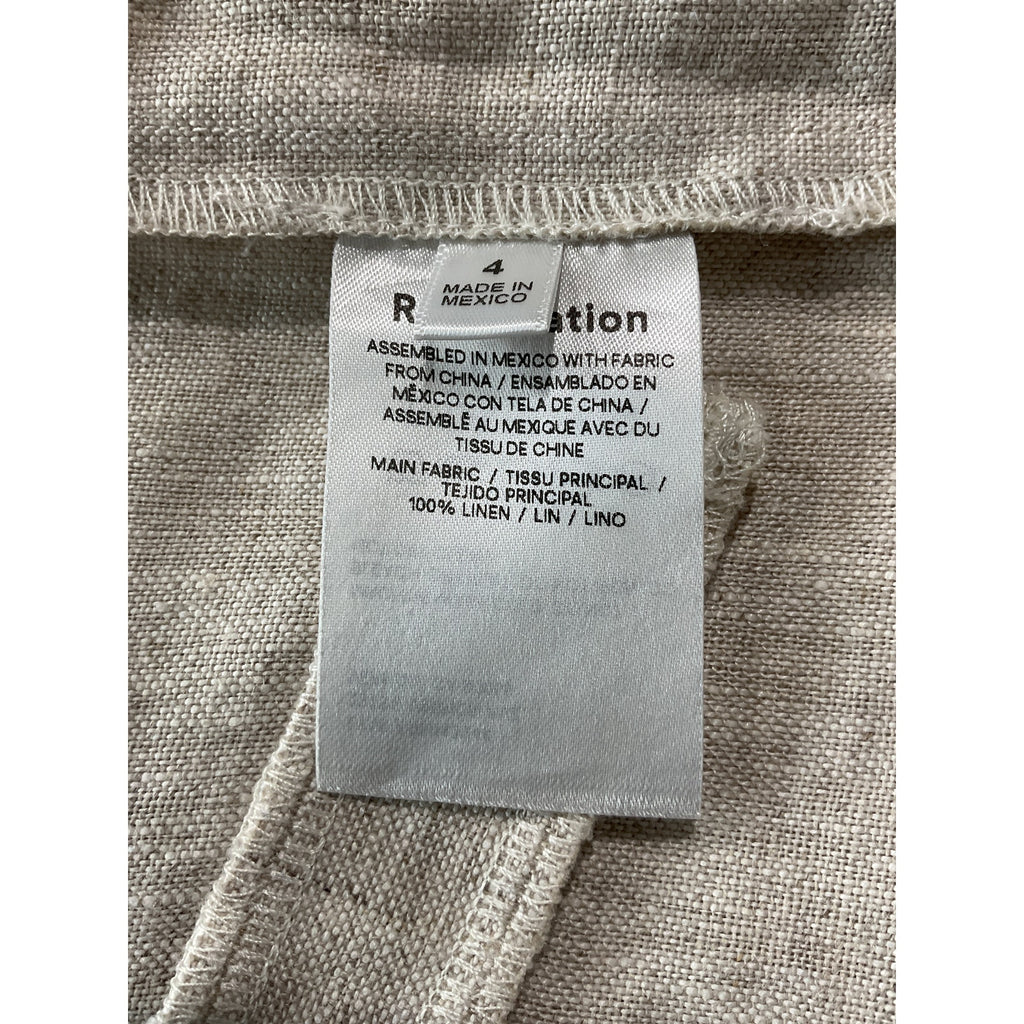 4
MADE IN
MEXICO
R ation
ASSEMBLED IN MEXICO WITH FABRIC
FROM CHINA / ENSAMBLADO EN
MÉXICO CON TELA DE CHINA /
ASSEMBLÉ AU MEXIQUE AVEC DU
TISSU DE CHINE
MAIN FABRIC / TISSU PRINCIPAL /
TEJIDO PRINCIPAL
100% LINEN / LIN / LINO